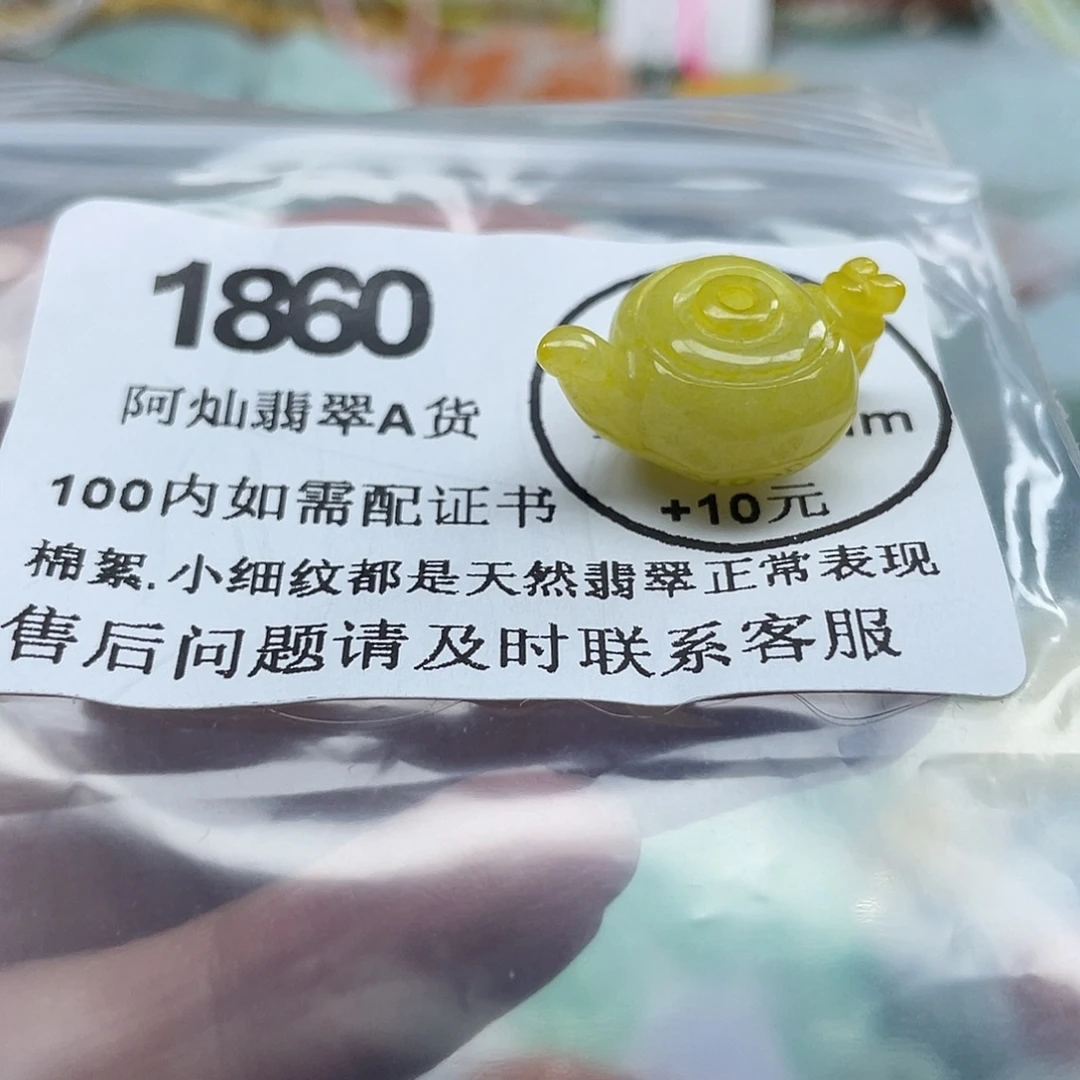 1860
阿灿翡翠A货
100内如需配证书
+10元
棉絮.小细纹都是天然翡翠正常表现
售后问题请及时联系客服